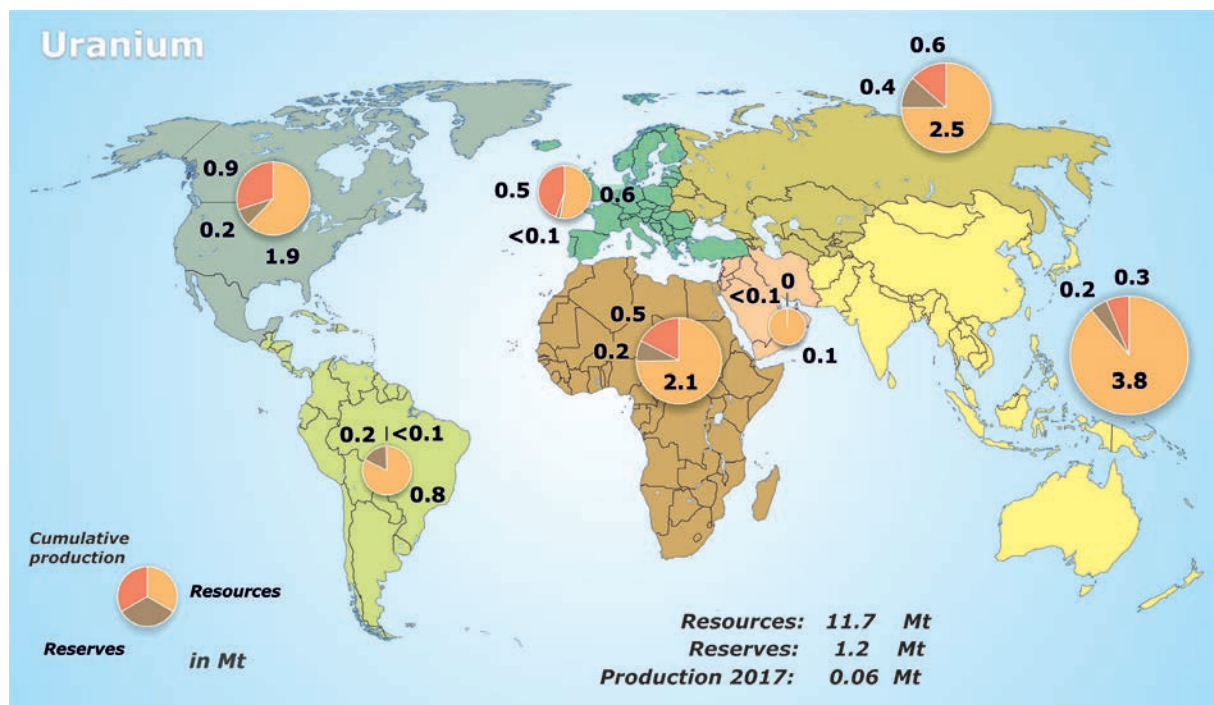 Uranium
0.6
0.4
2.5
0.9
0.2
1.9
0.5
0.6
<0.1
0
<0.1
0.1
0.5
0.2
2.1
0.3
0.2
3.8
0.2 <0.1
0.8
Cumulative
production
Resources
Reserves
in Mt
Resources: 11.7 Mt
Reserves: 1.2 Mt
Production 2017: 0.06 Mt